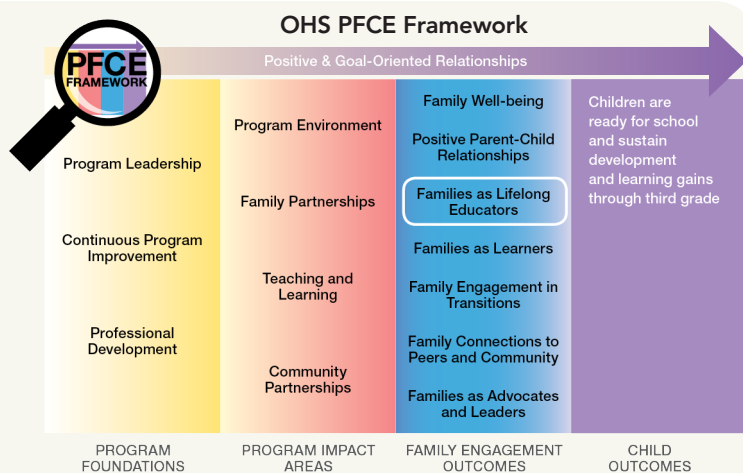 OHS PFCE Framework
PFCE
FRAMEWORK
Positive & Goal-Oriented Relationships
Program Leadership
Continuous Program
Improvement
Professional
Development
PROGRAM
FOUNDATIONS
Program Environment
Family Partnerships
Teaching and
Learning
Community
Partnerships
PROGRAM IMPACT
AREAS
Family Well-being
Positive Parent-Child
Relationships
Families as Lifelong
Educators
Families as Learners
Family Engagement in
Transitions
Family Connections to
Peers and Community
Families as Advocates
and Leaders
FAMILY ENGAGEMENT
OUTCOMES
Children are
ready for school
and sustain
development
and learning gains
through third grade
CHILD
OUTCOMES